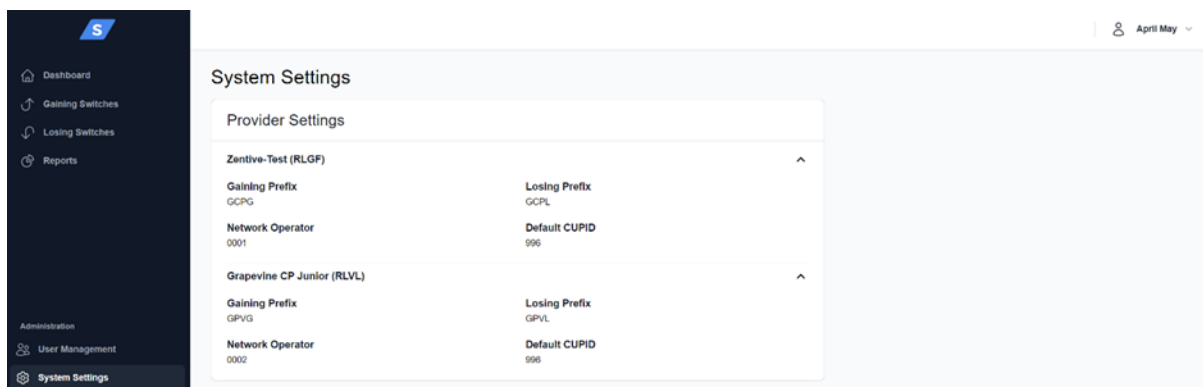 S
April May
Dashboard
Gaining Switches
Losing Switches
Reports
Administration
User Management
System Settings
System Settings
Provider Settings
Zentive-Test (RLGF)
Gaining Prefix Losing Prefix
GCPG GCPL
Network Operator Default CUPID
0001 996
Grapevine CP Junior (RLVL)
Gaining Prefix Losing Prefix
GPVG GPVL
Network Operator Default CUPID
0002 996